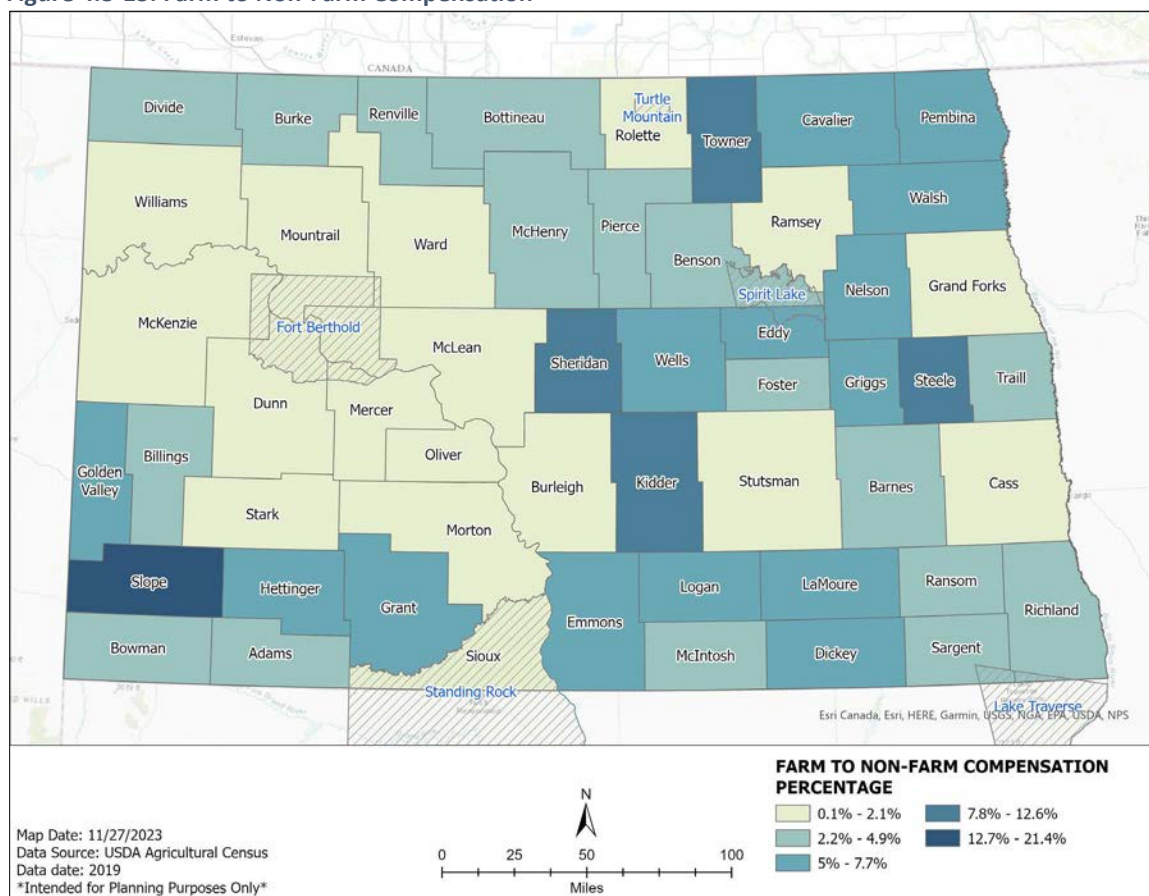 Figure 4.3-13: Farm to Non-Farm Compensation
Estevan
CANADA
Divide
Burke
Renville
Bottineau
Turtle
Mountain
Rolette
Towner
Cavalier
Pembina
Williams
Mountrail
Ward
McHenry
Pierce
Benson
Ramsey
Walsh
Spirit Lake
Nelson
Grand Forks
McKenzie
Fort Berthold
McLean
Sheridan
Wells
Eddy
Foster
Griggs
Steele
Traill
Dunn
Mercer
Oliver
Golden
Valley
Billings
Stark
Morton
Burleigh
Kidder
Stutsman
Barnes
Cass
Slope
Hettinger
Grant
Emmons
Logan
LaMoure
Ransom
Richland
Bowman
Adams
Sioux
Standing Rock
McIntosh
Dickey
Sargent
Lake Traverse
Esri Canada, Esri, HERE, Garmin, USGS, NGA, EPA, USDA, NPS
FARM TO NON-FARM COMPENSATION
PERCENTAGE
0.1% - 2.1%
2.2% - 4.9%
5% - 7.7%
7.8% - 12.6%
12.7% - 21.4%
N
0 25 50 100
Miles
Map Date: 11/27/2023
Data Source: USDA Agricultural Census
Data date: 2019
*Intended for Planning Purposes Only*